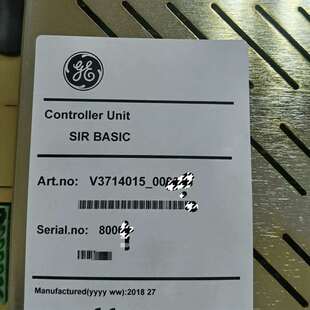 GE
Controller Unit
SIR BASIC
Art.no: V3714015_00
Serial.no: 800
Manufactured(yyyy ww):2018 27